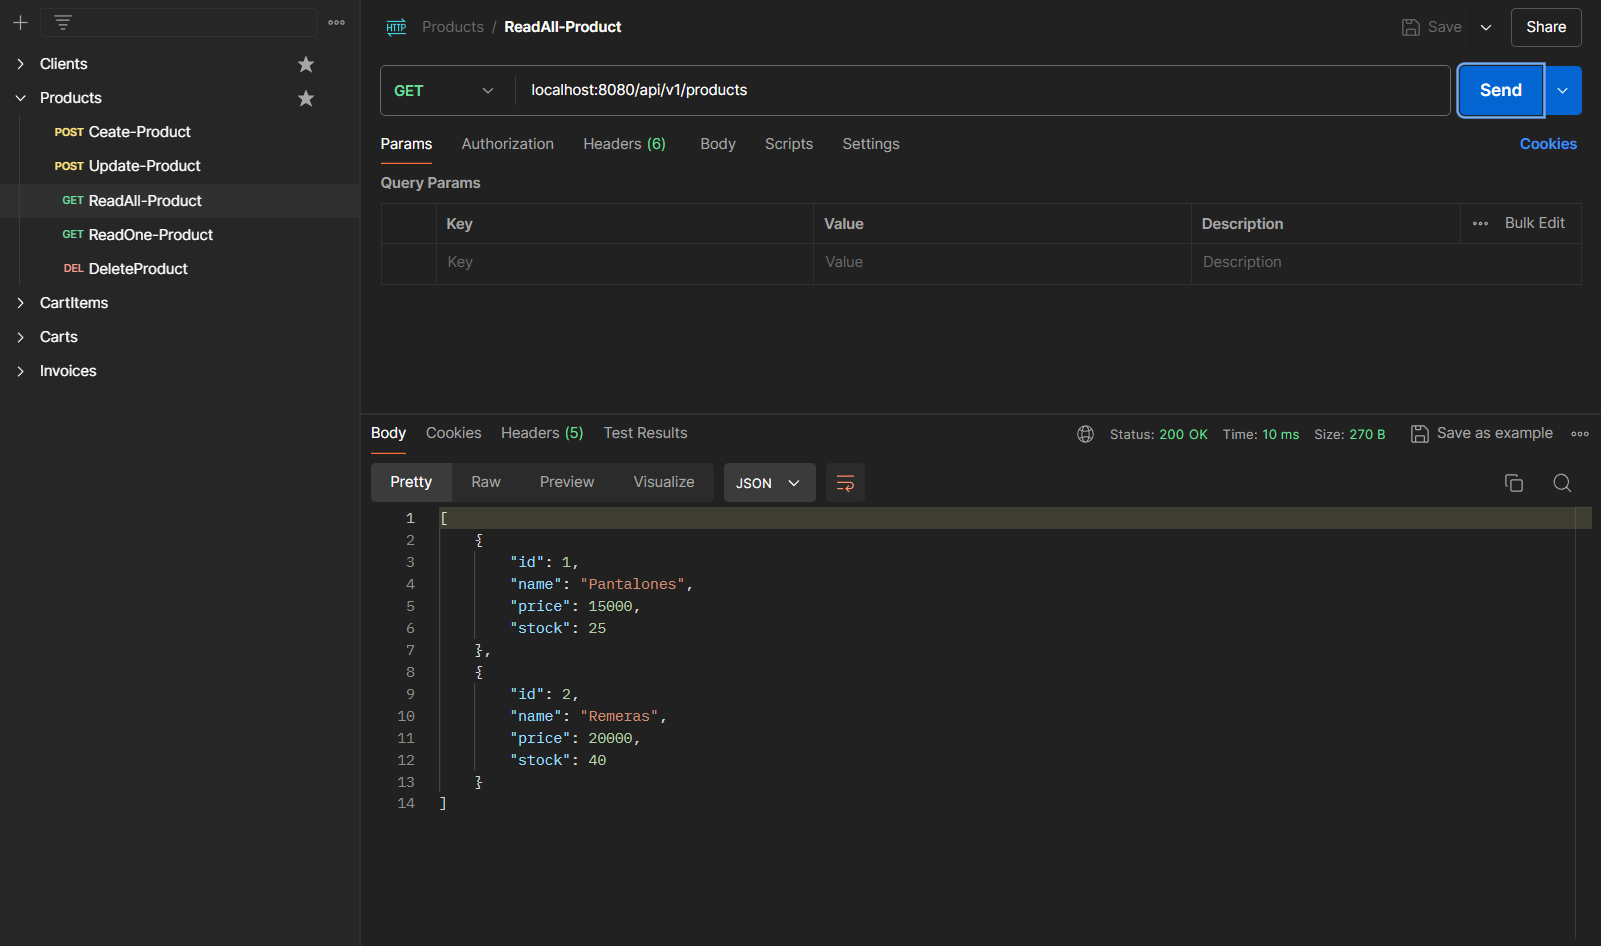 Clients
Products
POST Ceate-Product
POST Update-Product
GET ReadAll-Product
GET ReadOne-Product
DEL DeleteProduct
CartItems
Carts
Invoices
HTTP Products / ReadAll-Product
Save
Share
GET localhost:8080/api/v1/products
Send
Params Authorization Headers (6) Body Scripts Settings
Cookies
Query Params
Key Value Description Bulk Edit
Key Value Description
Body Cookies Headers (5) Test Results
Status: 200 OK Time: 10 ms Size: 270 B Save as example
Pretty Raw Preview Visualize JSON
1 [
2 {
3 "id": 1,
4 "name": "Pantalones",
5 "price": 15000,
6 "stock": 25
7 },
8 {
9 "id": 2,
10 "name": "Remeras",
11 "price": 20000,
12 "stock": 40
13 }
14 ]